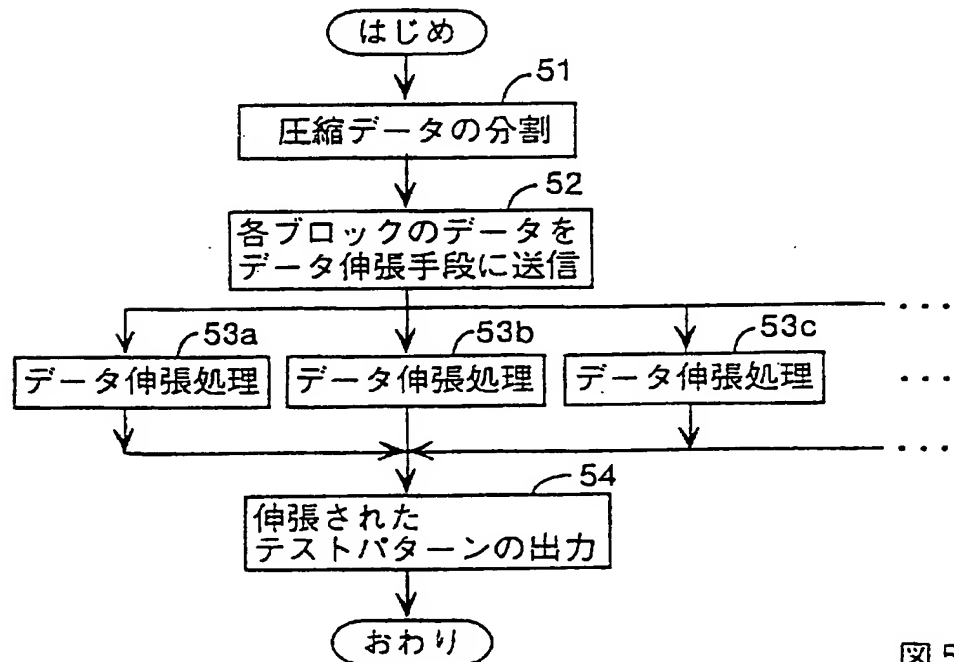 はじめ
51
圧縮データの分割
52
各ブロックのデータを
データ伸張手段に送信
53a
53b
53c
データ伸張処理
データ伸張処理
データ伸張処理
・・・
・・・
・・・
54
伸張された
テストパターンの出力
おわり
図5